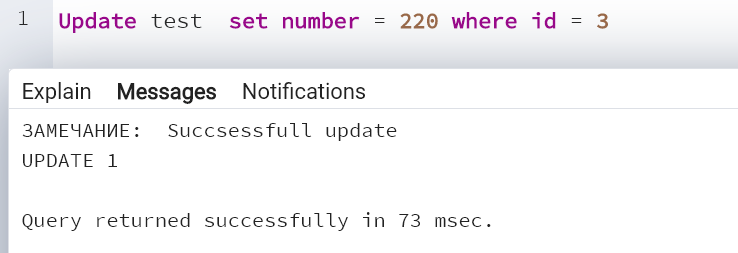 1 Update test  set number = 220 where id = 3
Explain Messages Notifications
ЗАМЕЧАНИЕ:  Succsessfull update
UPDATE 1
Query returned successfully in 73 msec.